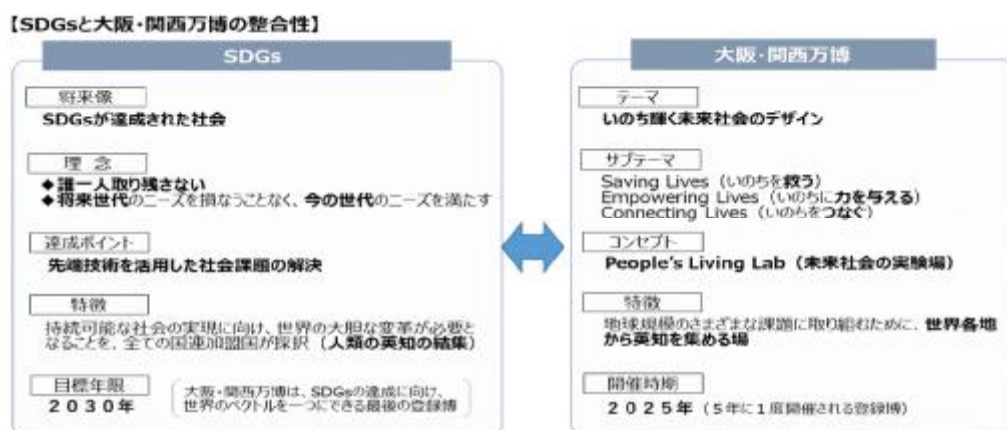 【SDGsと大阪・関西万博の整合性】
SDGs
将来像
SDGsが達成された社会
理 念
◆誰一人取り残さない
◆将来世代のニーズを損なうことなく、今の世代のニーズを満たす
達成ポイント
先端技術を活用した社会課題の解決
特徴
持続可能な社会の実現に向け、世界の大胆な変革が必要と
なることを、全ての国連加盟国が採択（人類の英知の結集）
目標年限
２０３０年
大阪・関西万博は、SDGsの達成に向け、
世界のベクトルを一つにできる最後の登録博
大阪・関西万博
テーマ
いのち輝く未来社会のデザイン
サブテーマ
Saving Lives（いのちを救う）
Empowering Lives（いのちに力を与える）
Connecting Lives（いのちをつなぐ）
コンセプト
People's Living Lab（未来社会の実験場）
特徴
地球規模のさまざまな課題に取り組むために、世界各地
から英知を集める場
開催時期
２０２５年（５年に１度開催される登録博）